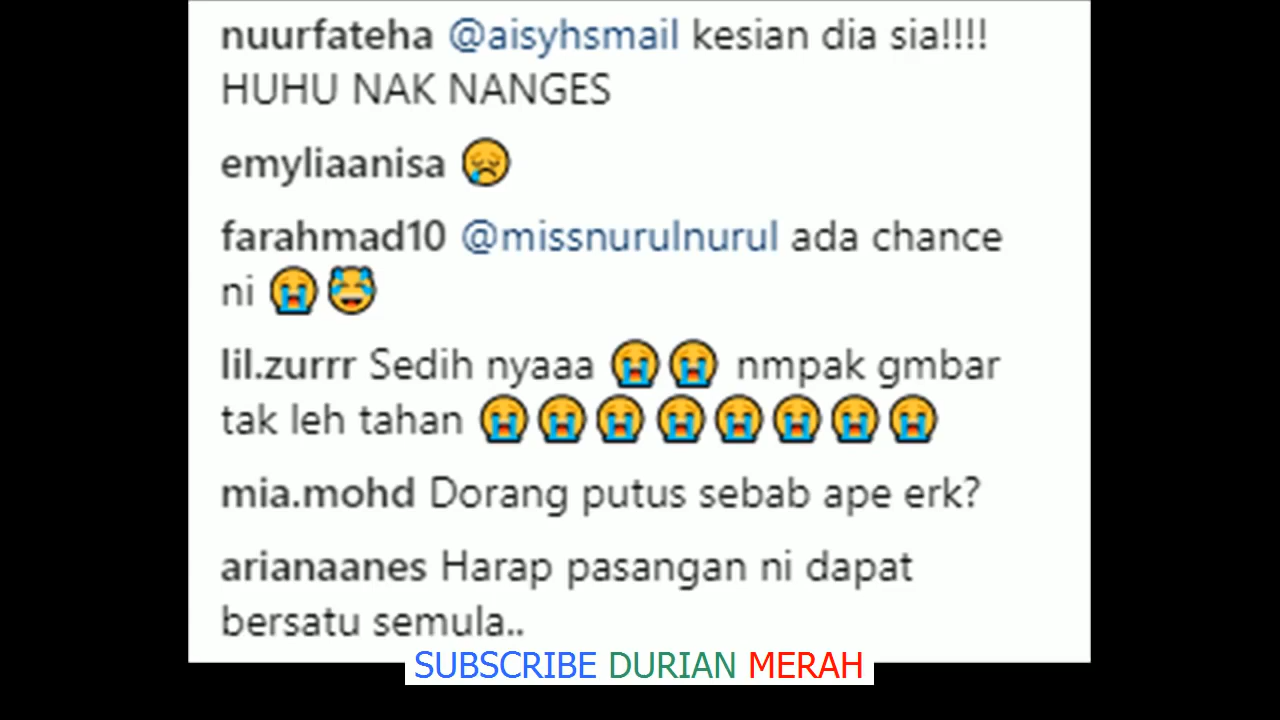 nuurfateha @aisyhsmail kesian dia sia!!!!
HUHU NAK NANGES
emyliaanisa 😢
farahmad10 @missnurulnurul ada chance
ni 😭😹
lil.zurrr Sedih nyaaa 😭😭 nmpak gmbar
tak leh tahan 😭😭😭😭😭😭😭😭
mia.mohd Dorang putus sebab ape erk?
arianaanes Harap pasangan ni dapat
bersatu semula..
SUBSCRIBE DURIAN MERAH